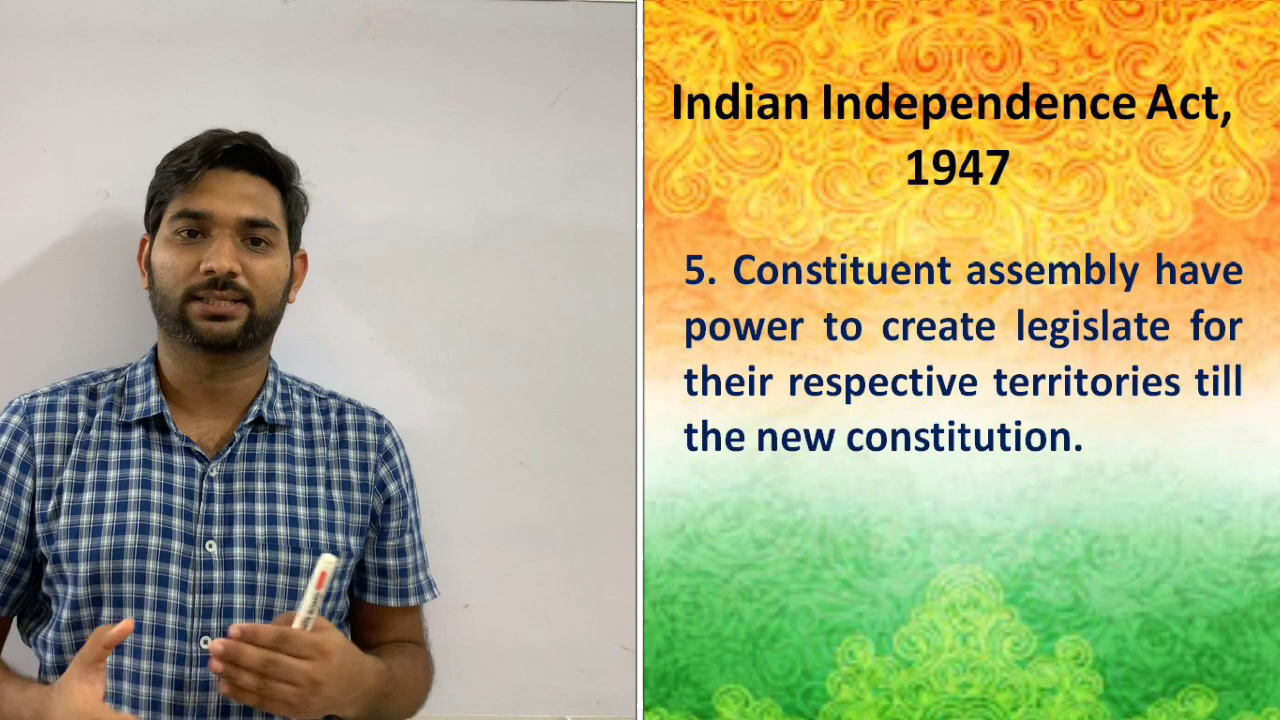 Indian Independence Act,
1947
5. Constituent assembly have
power to create legislate for
their respective territories till
the new constitution.